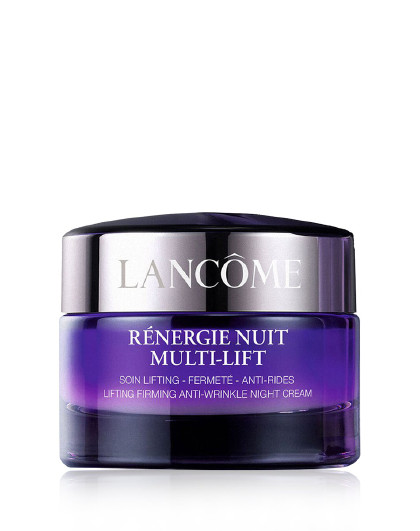 LANCÔME
RÉNERGIE NUIT
MULTI-LIFT
SOIN LIFTING - FERMETÉ - ANTI-RIDES
LIFTING FIRMING ANTI-WRINKLE NIGHT CREAM